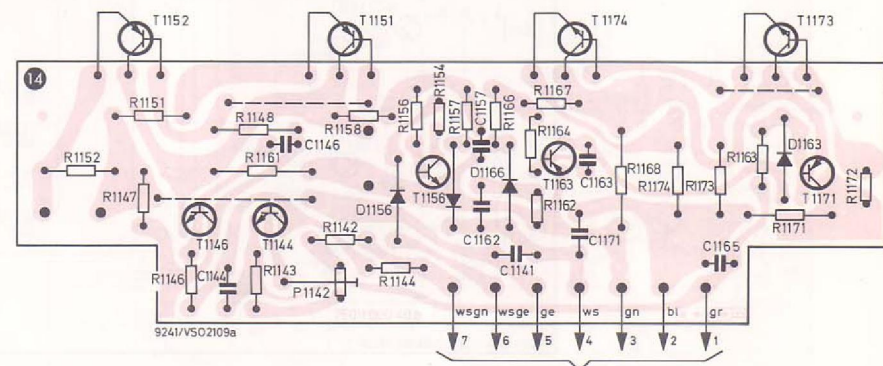 T1152
T1151
T1174
T1173
14
R1151
R1148
C1146
R1158
R1156
R1154
R1157
C1157
R1166
R1167
R1164
R1152
R1161
R1147
D1156
T1156
D1166
T1163
C1163
R1168
R1174
R1173
R1163
D1163
T1171
R1172
T1146
T1144
R1142
C1162
R1162
C1171
R1171
R1146
C1144
R1143
P1142
R1144
C1141
C1165
9241/VSO2109a
wsgn wsge ge ws gn bl gr
7 6 5 4 3 2 1